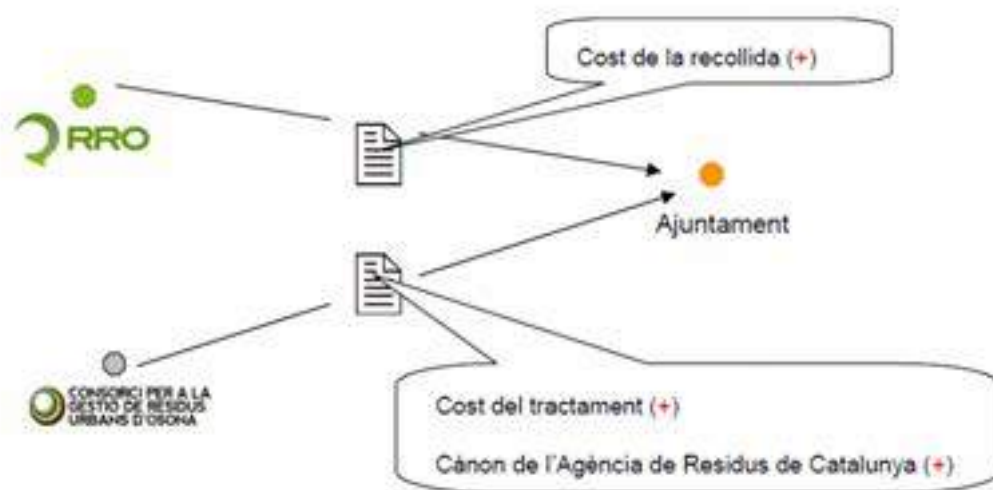 Cost de la recollida (+)
RRO
Ajuntament
CONSORCI PER A LA
GESTIÓ DE RESIDUS
URBANS D'OSONA
Cost del tractament (+)
Cànon de l'Agència de Residus de Catalunya (+)